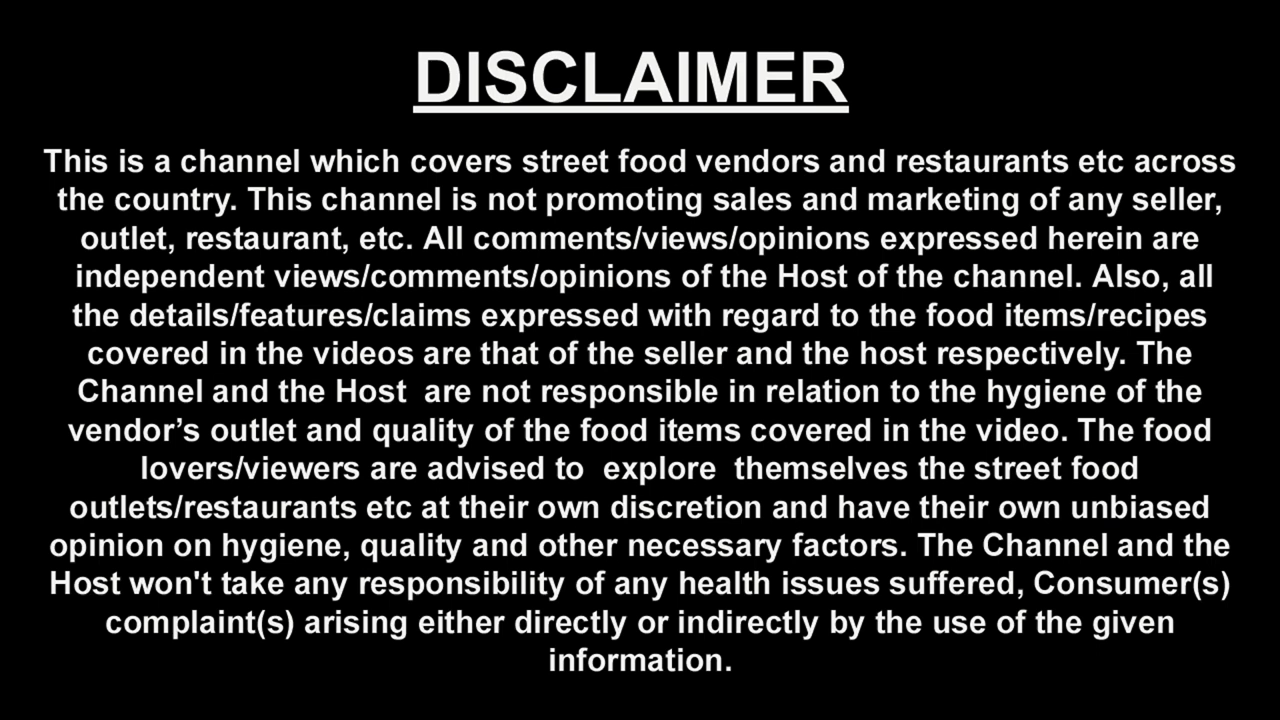 DISCLAIMER
This is a channel which covers street food vendors and restaurants etc across
the country. This channel is not promoting sales and marketing of any seller,
outlet, restaurant, etc. All comments/views/opinions expressed herein are
independent views/comments/opinions of the Host of the channel. Also, all
the details/features/claims expressed with regard to the food items/recipes
covered in the videos are that of the seller and the host respectively. The
Channel and the Host  are not responsible in relation to the hygiene of the
vendor’s outlet and quality of the food items covered in the video. The food
lovers/viewers are advised to  explore  themselves the street food
outlets/restaurants etc at their own discretion and have their own unbiased
opinion on hygiene, quality and other necessary factors. The Channel and the
Host won't take any responsibility of any health issues suffered, Consumer(s)
complaint(s) arising either directly or indirectly by the use of the given
information.